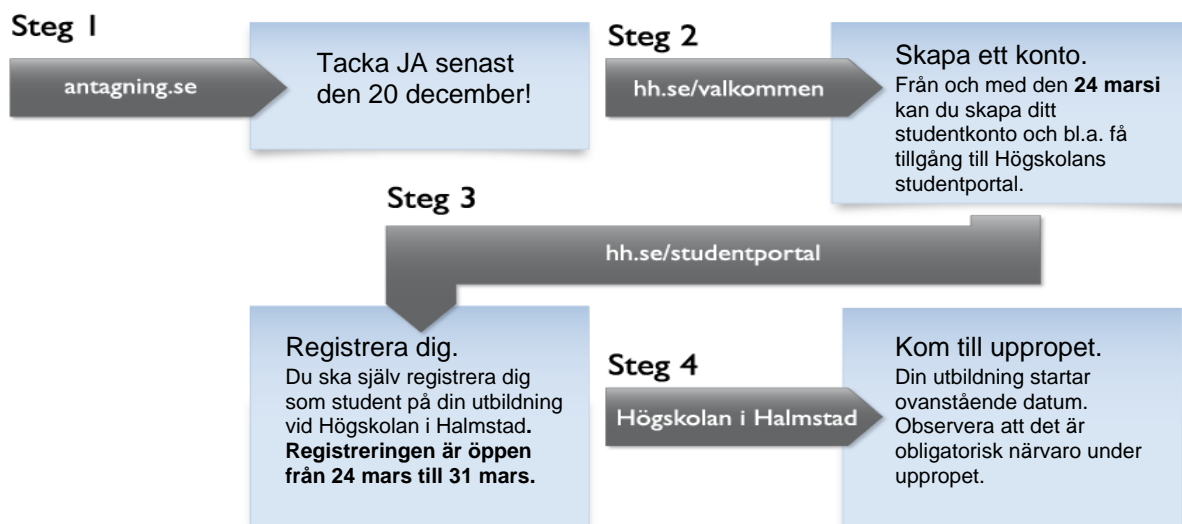 Steg 1
antagning.se
Tacka JA senast
den 20 december!
Steg 2
hh.se/valkommen
Skapa ett konto.
Från och med den 24 marsi
kan du skapa ditt
studentkonto och bl.a. få
tillgång till Högskolans
studentportal.
Steg 3
hh.se/studentportal
Registrera dig.
Du ska själv registrera dig
som student på din utbildning
vid Högskolan i Halmstad.
Registreringen är öppen
från 24 mars till 31 mars.
Steg 4
Högskolan i Halmstad
Kom till uppropet.
Din utbildning startar
ovanstående datum.
Observera att det är
obligatorisk närvaro under
uppropet.